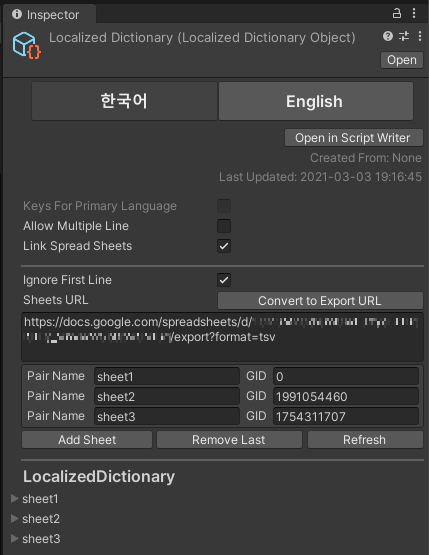 Inspector
Localized Dictionary (Localized Dictionary Object)
Open
한국어 English
Open in Script Writer
Created From: None
Last Updated: 2021-03-03 19:16:45
Keys For Primary Language
Allow Multiple Line
Link Spread Sheets
Ignore First Line
Sheets URL Convert to Export URL
https://docs.google.com/spreadsheets/d/
/export?format=tsv
Pair Name sheet1 GID 0
Pair Name sheet2 GID 1991054460
Pair Name sheet3 GID 1754311707
Add Sheet Remove Last Refresh
LocalizedDictionary
sheet1
sheet2
sheet3